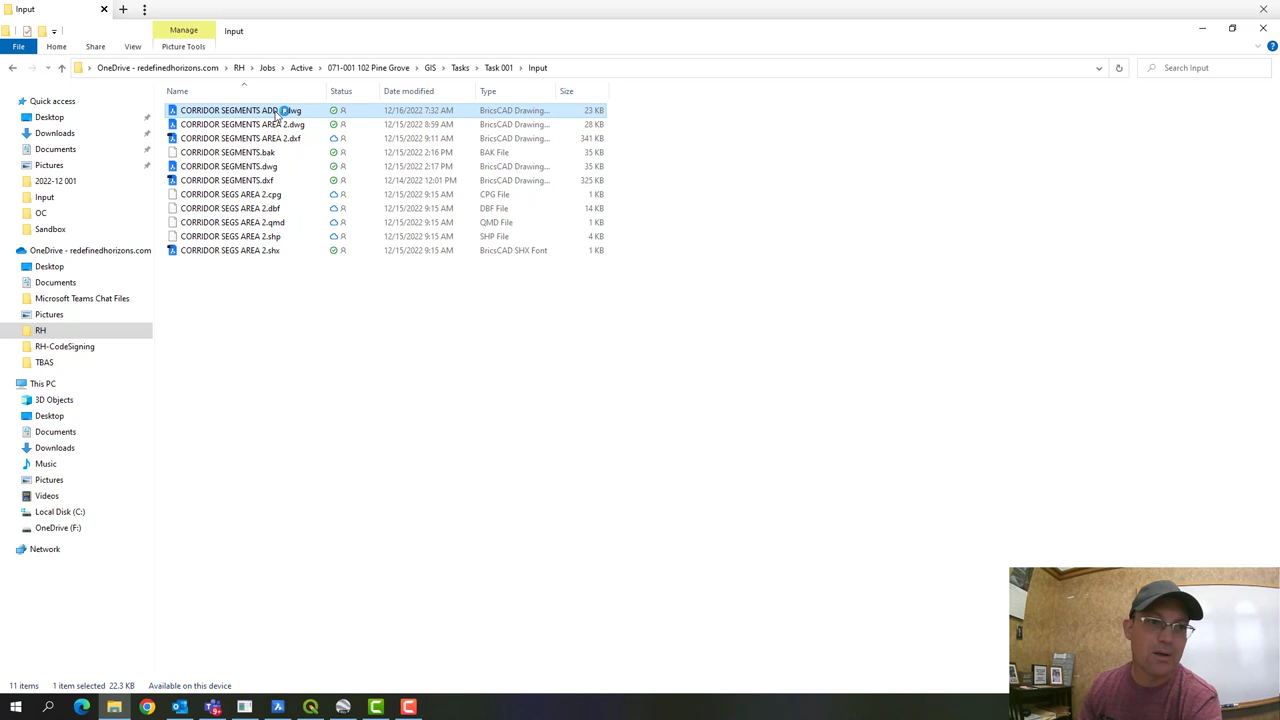 Input
Manage
Input
File
Home
Share
View
Picture Tools
OneDrive - redefinedhorizons.com > RH > Jobs > Active > 071-001 102 Pine Grove > GIS > Tasks > Task 001 > Input
Search Input
Name
Status
Date modified
Type
Size
CORRIDOR SEGMENTS ADD dwg 12/16/2022 7:32 AM BricsCAD Drawing... 23 KB
CORRIDOR SEGMENTS AREA 2.dwg 12/15/2022 8:59 AM BricsCAD Drawing... 28 KB
CORRIDOR SEGMENTS AREA 2.dxf 12/15/2022 9:11 AM BricsCAD Drawing... 341 KB
CORRIDOR SEGMENTS.bak 12/15/2022 2:16 PM BAK File 35 KB
CORRIDOR SEGMENTS.dwg 12/15/2022 2:17 PM BricsCAD Drawing... 35 KB
CORRIDOR SEGMENTS.dxf 12/14/2022 12:01 PM BricsCAD Drawing... 325 KB
CORRIDOR SEGS AREA 2.cpg 12/15/2022 9:15 AM CPG File 1 KB
CORRIDOR SEGS AREA 2.dbf 12/15/2022 9:15 AM DBF File 14 KB
CORRIDOR SEGS AREA 2.qmd 12/15/2022 9:15 AM QMD File 1 KB
CORRIDOR SEGS AREA 2.shp 12/15/2022 9:15 AM SHP File 4 KB
CORRIDOR SEGS AREA 2.shx 12/15/2022 9:15 AM BricsCAD SHX Font 1 KB
Quick access
Desktop
Downloads
Documents
Pictures
2022-12 001
Input
OC
Sandbox
OneDrive - redefinedhorizons.com
Desktop
Documents
Microsoft Teams Chat Files
Pictures
RH
RH-CodeSigning
TBAS
This PC
3D Objects
Desktop
Documents
Downloads
Music
Pictures
Videos
Local Disk (C:)
OneDrive (F:)
Network
11 items
1 item selected 22.3 KB
Available on this device